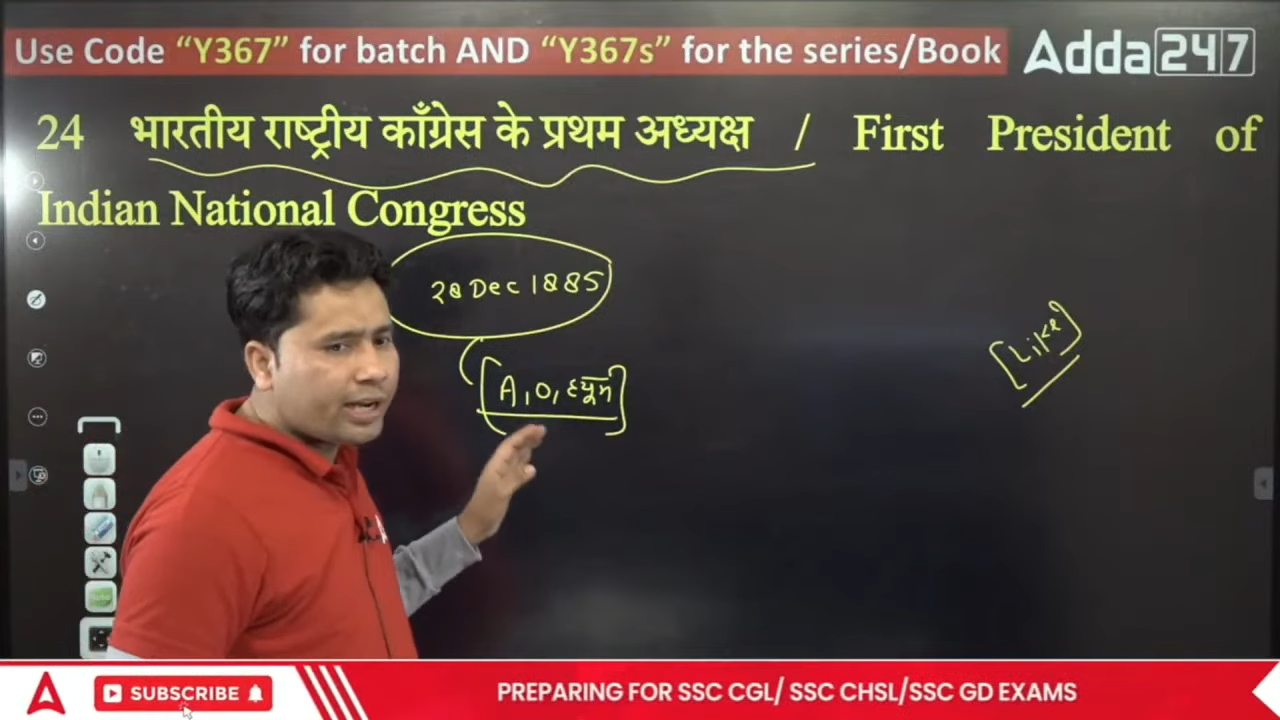 Use Code “Y367” for batch AND “Y367s” for the series/Book
Adda247
24 भारतीय राष्ट्रीय काँग्रेस के प्रथम अध्यक्ष / First President of
Indian National Congress
28 Dec 1885
[A,O,ह्यूम]
[Like]
SUBSCRIBE
PREPARING FOR SSC CGL/ SSC CHSL/SSC GD EXAMS